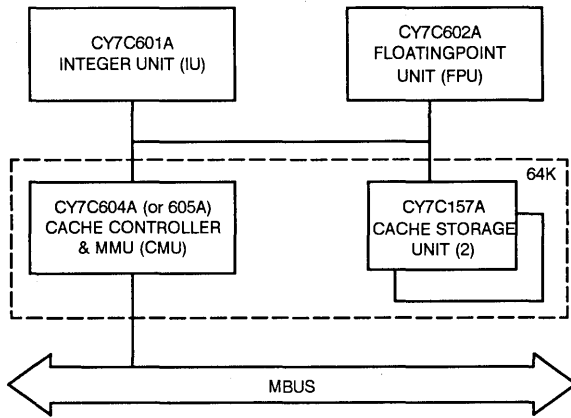 CY7C601A
INTEGER UNIT (IU)
CY7C602A
FLOATINGPOINT
UNIT (FPU)
64K
CY7C604A (or 605A)
CACHE CONTROLLER
& MMU (CMU)
CY7C157A
CACHE STORAGE
UNIT (2)
MBUS